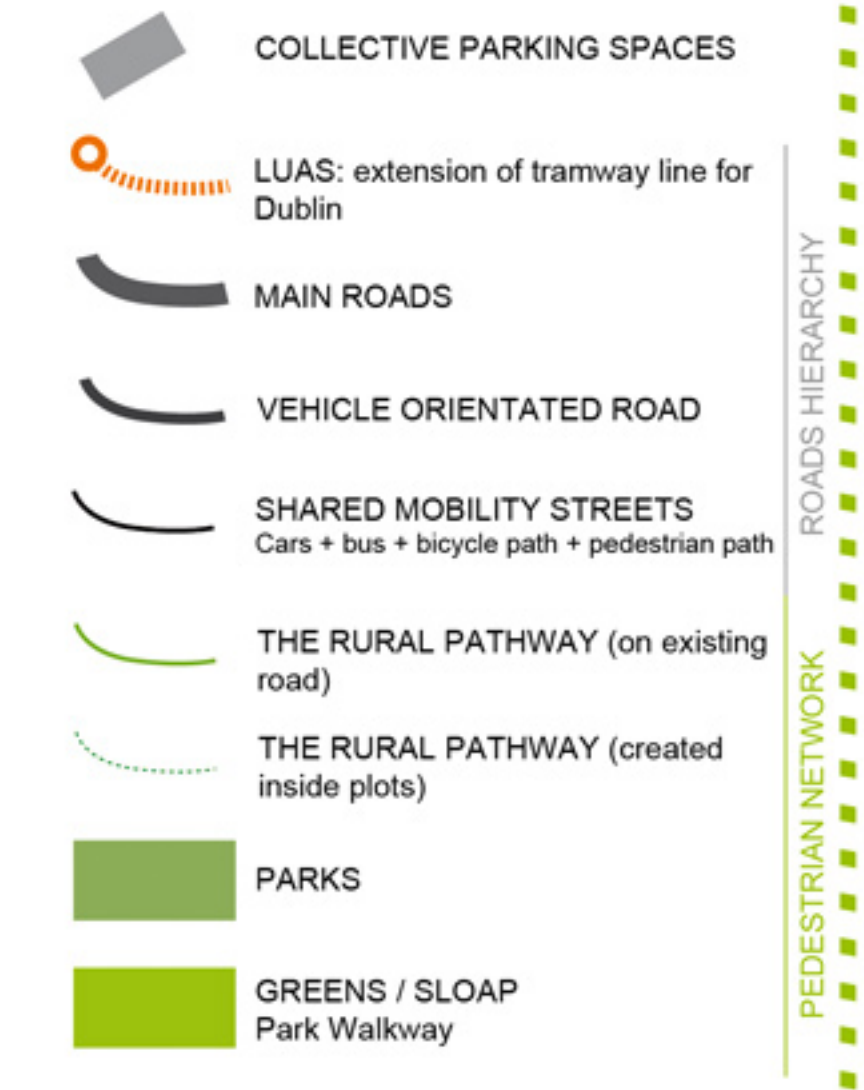 COLLECTIVE PARKING SPACES
LUAS: extension of tramway line for
Dublin
MAIN ROADS
VEHICLE ORIENTATED ROAD
SHARED MOBILITY STREETS
Cars + bus + bicycle path + pedestrian path
THE RURAL PATHWAY (on existing
road)
THE RURAL PATHWAY (created
inside plots)
PARKS
GREENS / SLOAP
Park Walkway
ROADS HIERARCHY
PEDESTRIAN NETWORK